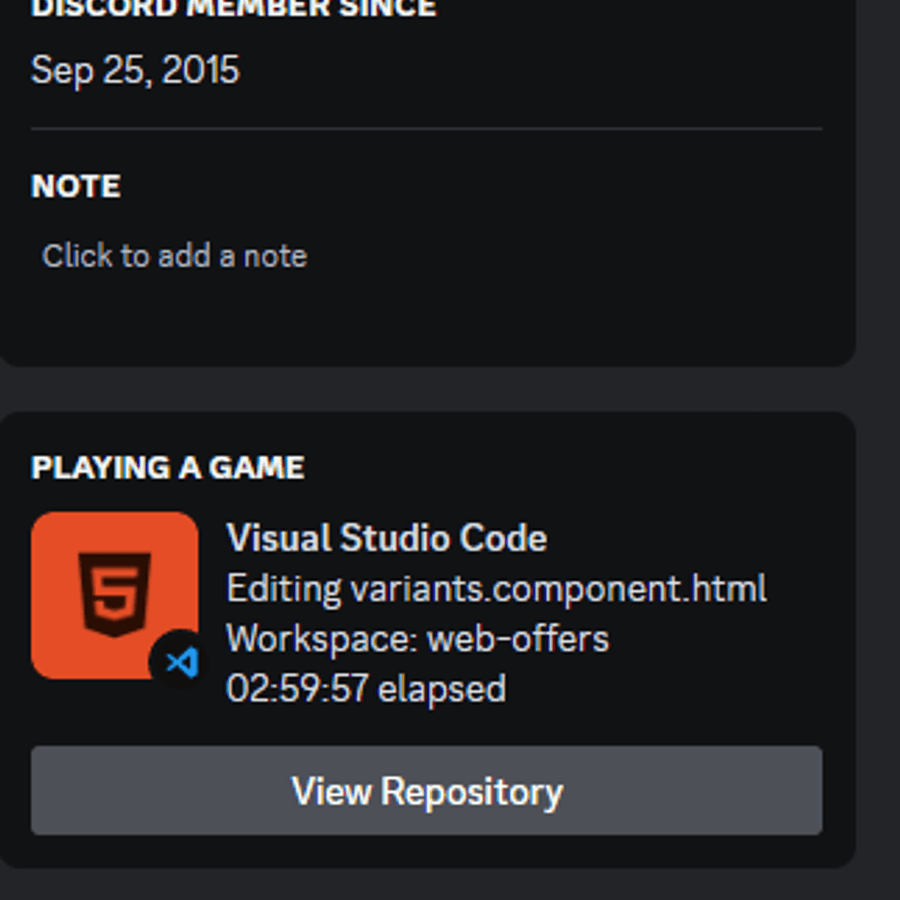 DISCORD MEMBER SINCE
Sep 25, 2015
NOTE
Click to add a note
PLAYING A GAME
5
Visual Studio Code
Editing variants.component.html
Workspace: web-offers
02:59:57 elapsed
View Repository